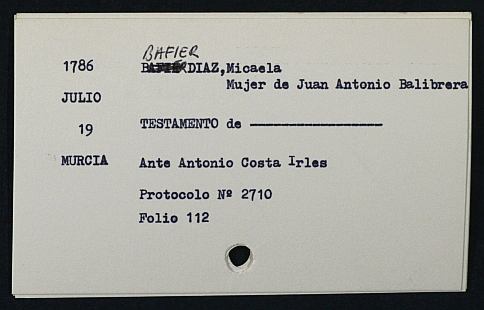 BAFIER
1786 DIAZ, Micaela
Mujer de Juan Antonio Balibrera
JULIO
19 TESTAMENTO de ----------------
MURCIA Ante Antonio Costa Irles
Protocolo Nº 2710
Folio 112